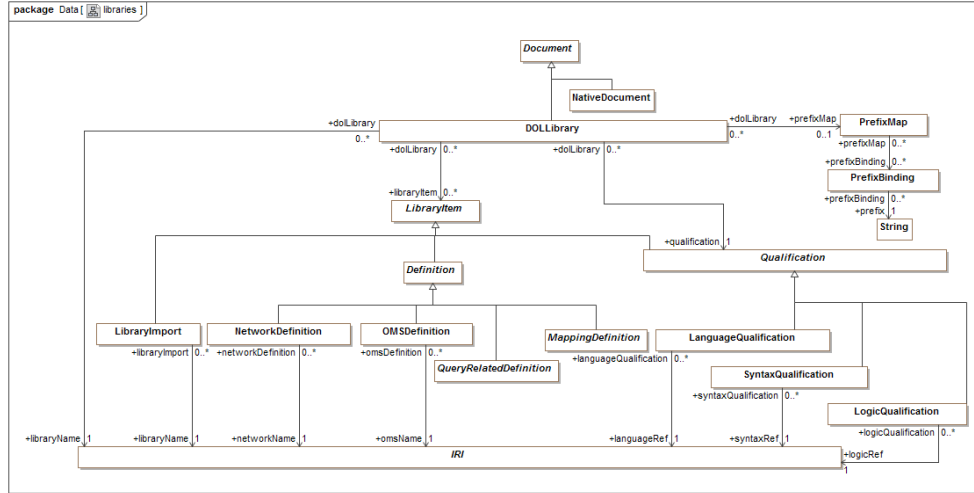 package Data [ libraries ]
Document
NativeDocument
+dolLibrary
0..*
DOLLibrary
+dolLibrary
0..*
+prefixMap
0..1
PrefixMap
+prefixMap 0..*
+dolLibrary 0..*
+dolLibrary 0..*
+prefixBinding 0..*
PrefixBinding
+prefixBinding 0..*
+prefix 1
String
+libraryItem 0..*
LibraryItem
+qualification 1
Qualification
Definition
LibraryImport
NetworkDefinition
OMSDefinition
MappingDefinition
LanguageQualification
+libraryImport 0..*
+networkDefinition 0..*
+omsDefinition 0..*
+languageQualification 0..*
QueryRelatedDefinition
SyntaxQualification
+syntaxQualification 0..*
LogicQualification
+logicQualification 0..*
+libraryName 1
+libraryName 1
+networkName 1
+omsName 1
+languageRef 1
+syntaxRef 1
IRI
+logicRef
1